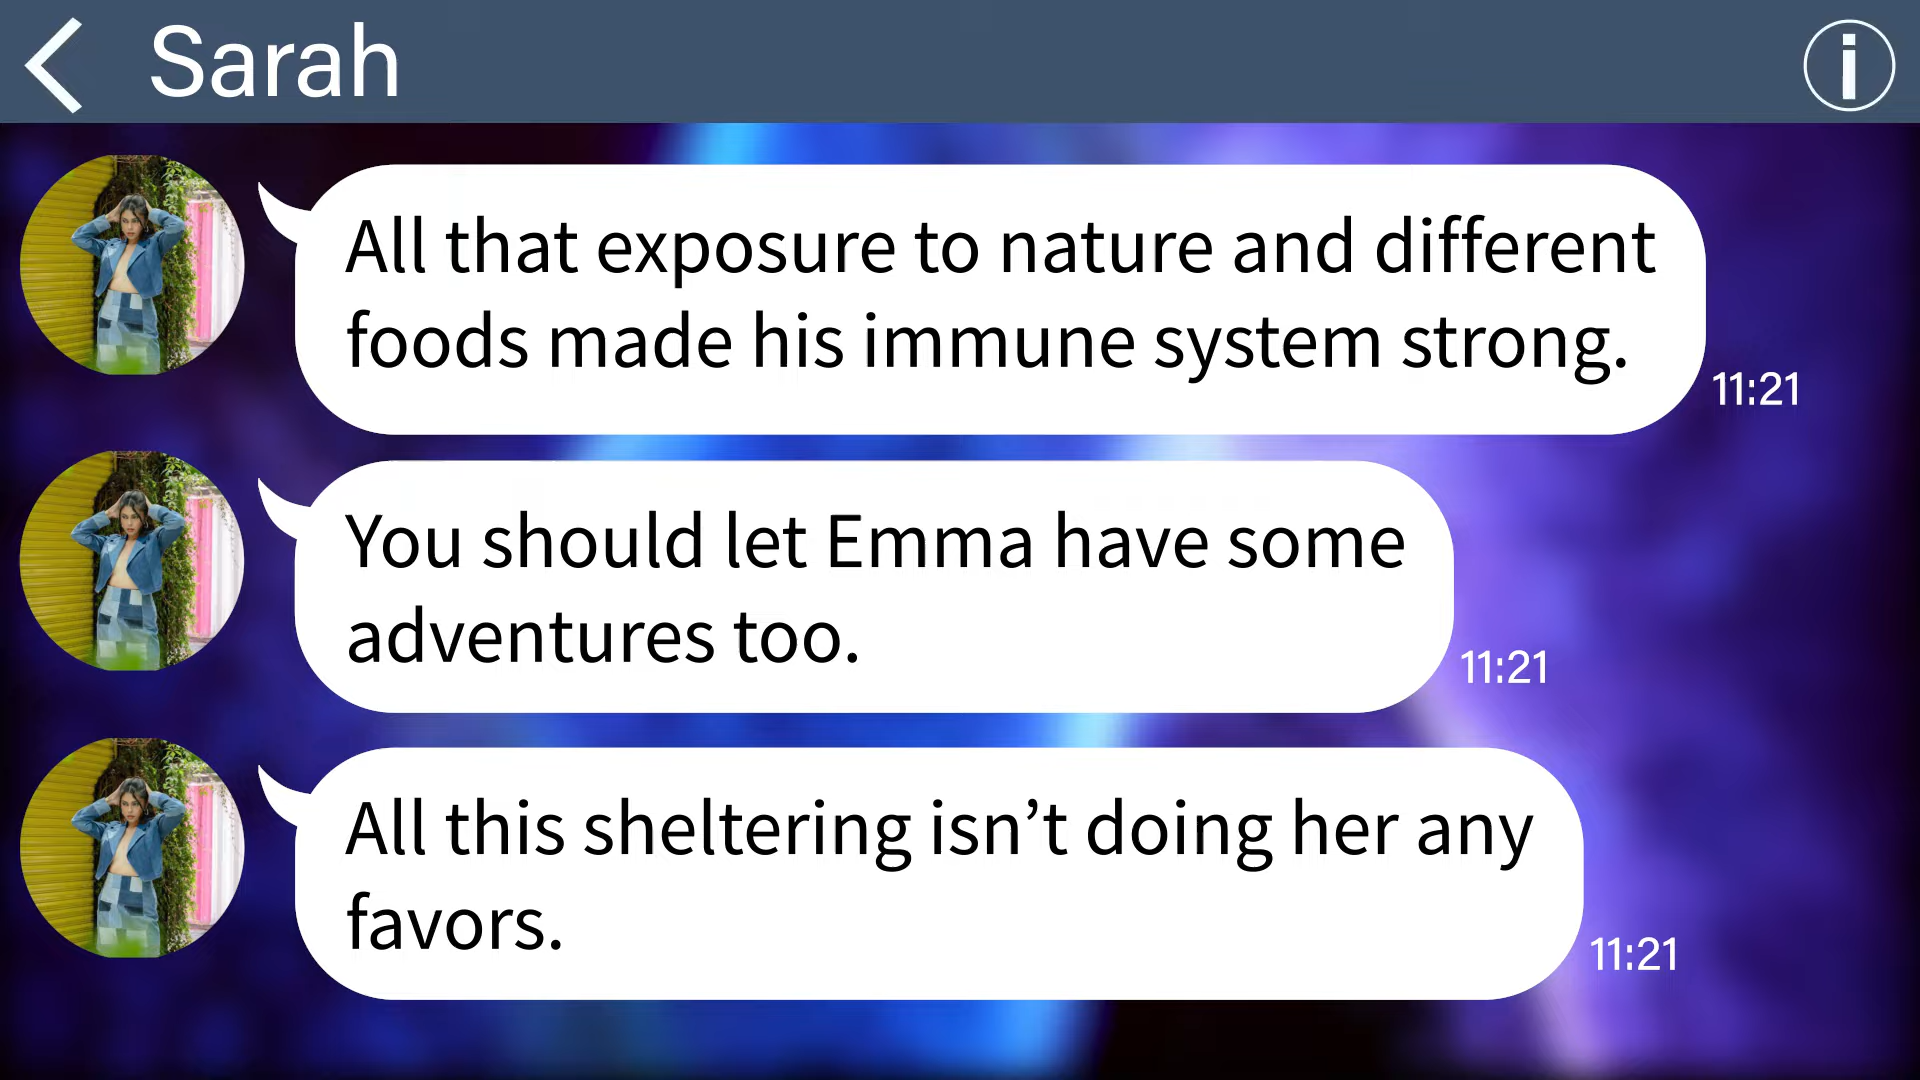 Sarah
All that exposure to nature and different
foods made his immune system strong.
11:21
You should let Emma have some
adventures too.
11:21
All this sheltering isn’t doing her any
favors.
11:21